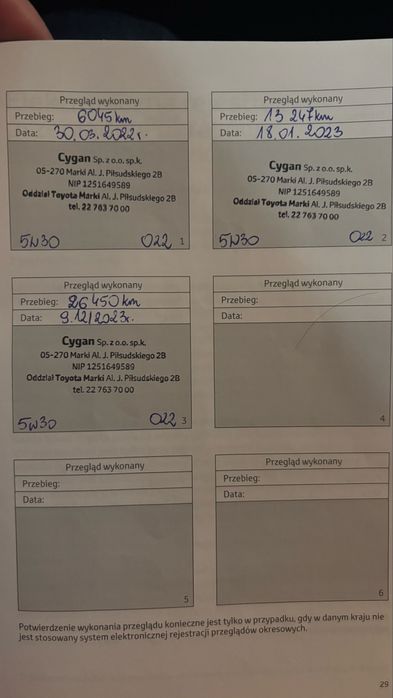 Przegląd wykonany
Przebieg: 6045 km
Data: 30.03.2022r.
Cygan Sp. z o.o. sp.k.
05-270 Marki Al. J. Piłsudskiego 2B
NIP 1251649589
Oddział Toyota Marki Al. J. Piłsudskiego 2B
tel. 22 763 70 00
5W30 022 1
Przegląd wykonany
Przebieg: 13 247km
Data: 18.01.2023
Cygan Sp. z o.o. sp.k.
05-270 Marki Al. J. Piłsudskiego 2B
NIP 1251649589
Oddział Toyota Marki Al. J. Piłsudskiego 2B
tel. 22 763 70 00
5W30 022 2
Przegląd wykonany
Przebieg: 26 450 km
Data: 9.12/2023r.
Cygan Sp. z o.o. sp.k.
05-270 Marki Al. J. Piłsudskiego 2B
NIP 1251649589
Oddział Toyota Marki Al. J. Piłsudskiego 2B
tel. 22 763 70 00
5W30 022 3
Przegląd wykonany
Przebieg:
Data:
4
Przegląd wykonany
Przebieg:
Data:
5
Przegląd wykonany
Przebieg:
Data:
6
Potwierdzenie wykonania przeglądu konieczne jest tylko w przypadku, gdy w danym kraju nie
jest stosowany system elektronicznej rejestracji przeglądów okresowych.
29